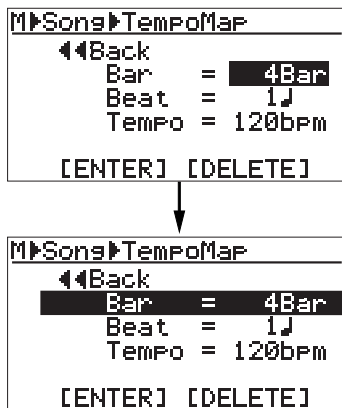 M▶Song▶TempoMap
◀◀Back
Bar = 4Bar
Beat = 1♩
Tempo = 120bpm
[ENTER] [DELETE]
M▶Song▶TempoMap
◀◀Back
Bar = 4Bar
Beat = 1♩
Tempo = 120bpm
[ENTER] [DELETE]